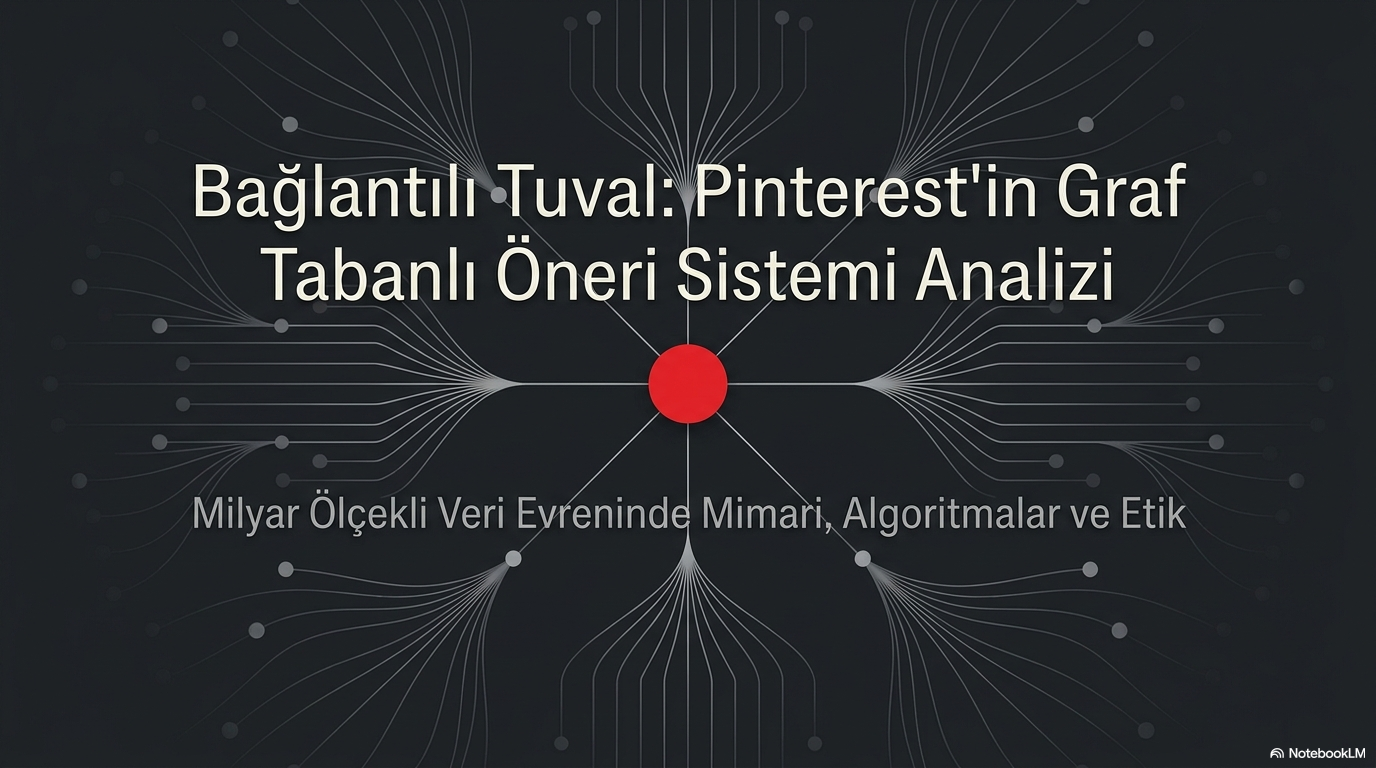 Bağlantılı Tuval: Pinterest'in Graf
Tabanlı Öneri Sistemi Analizi
Milyar Ölçekli Veri Evreninde Mimari, Algoritmalar ve Etik
NotebookLM